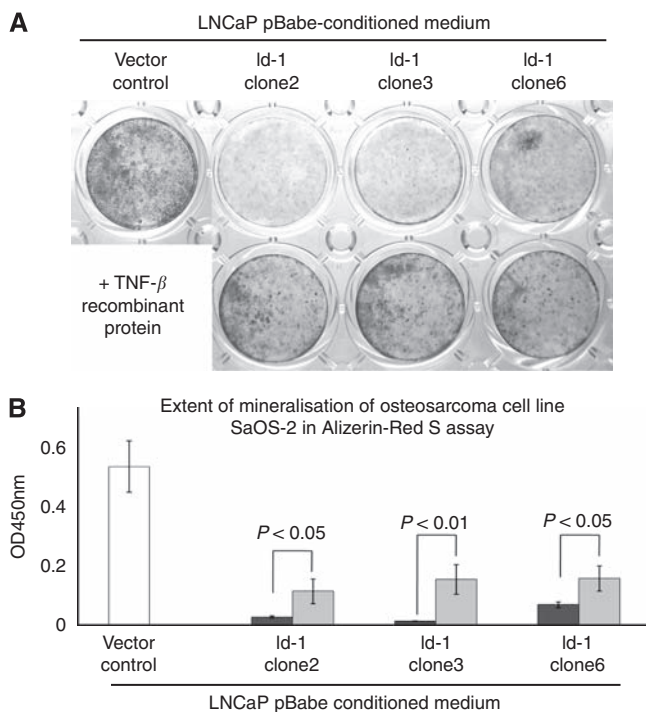 A
LNCaP pBabe-conditioned medium
Vector control
Id-1 clone2
Id-1 clone3
Id-1 clone6
+ TNF-β
recombinant
protein
B
Extent of mineralisation of osteosarcoma cell line
SaOS-2 in Alizerin-Red S assay
OD450nm
0.6
0.4
0.2
0
P < 0.05
P < 0.01
P < 0.05
Vector control
Id-1 clone2
Id-1 clone3
Id-1 clone6
LNCaP pBabe conditioned medium